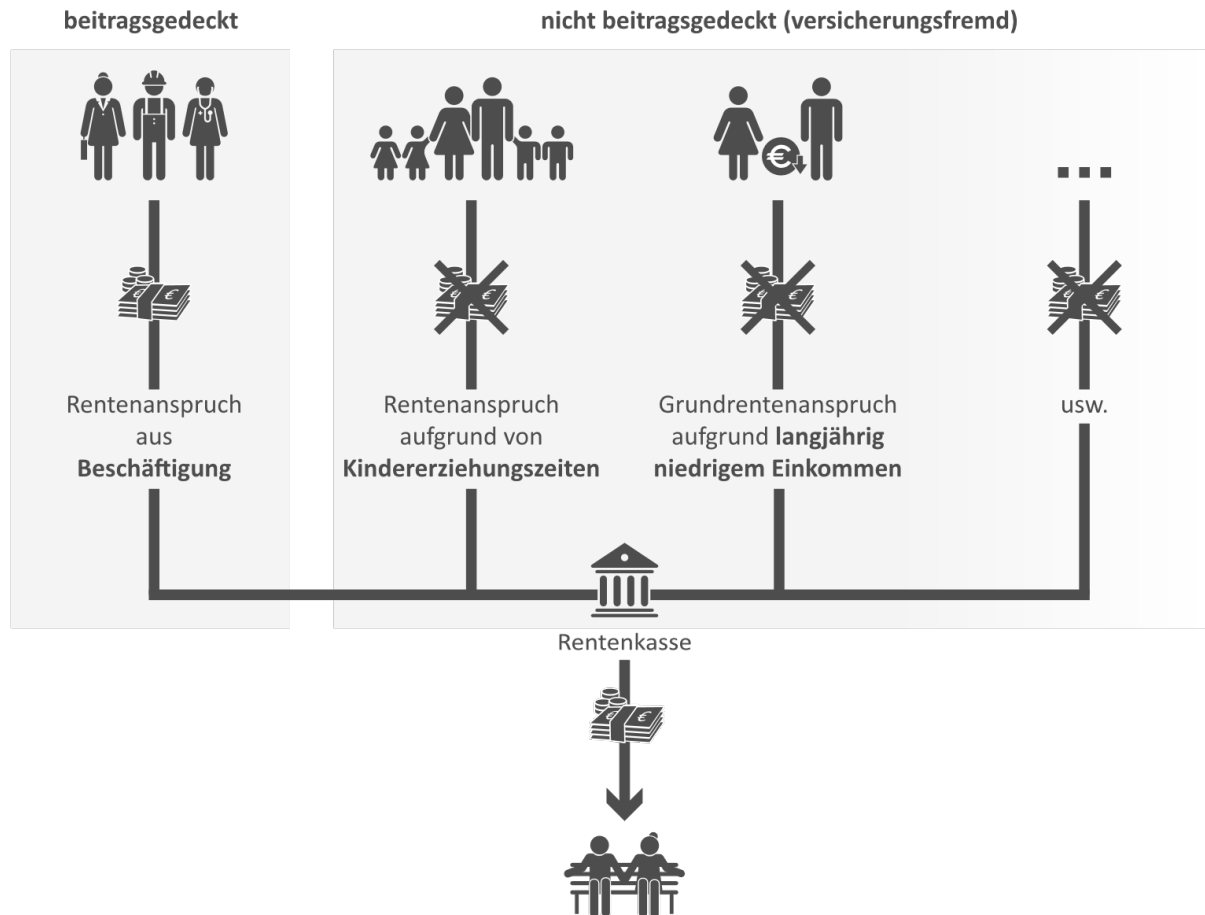 beitragsgedeckt
nicht beitragsgedeckt (versicherungsfremd)
Rentenanspruch
aus
Beschäftigung
Rentenanspruch
aufgrund von
Kindererziehungszeiten
Grundrentenanspruch
aufgrund langjährig
niedrigem Einkommen
...
usw.
Rentenkasse